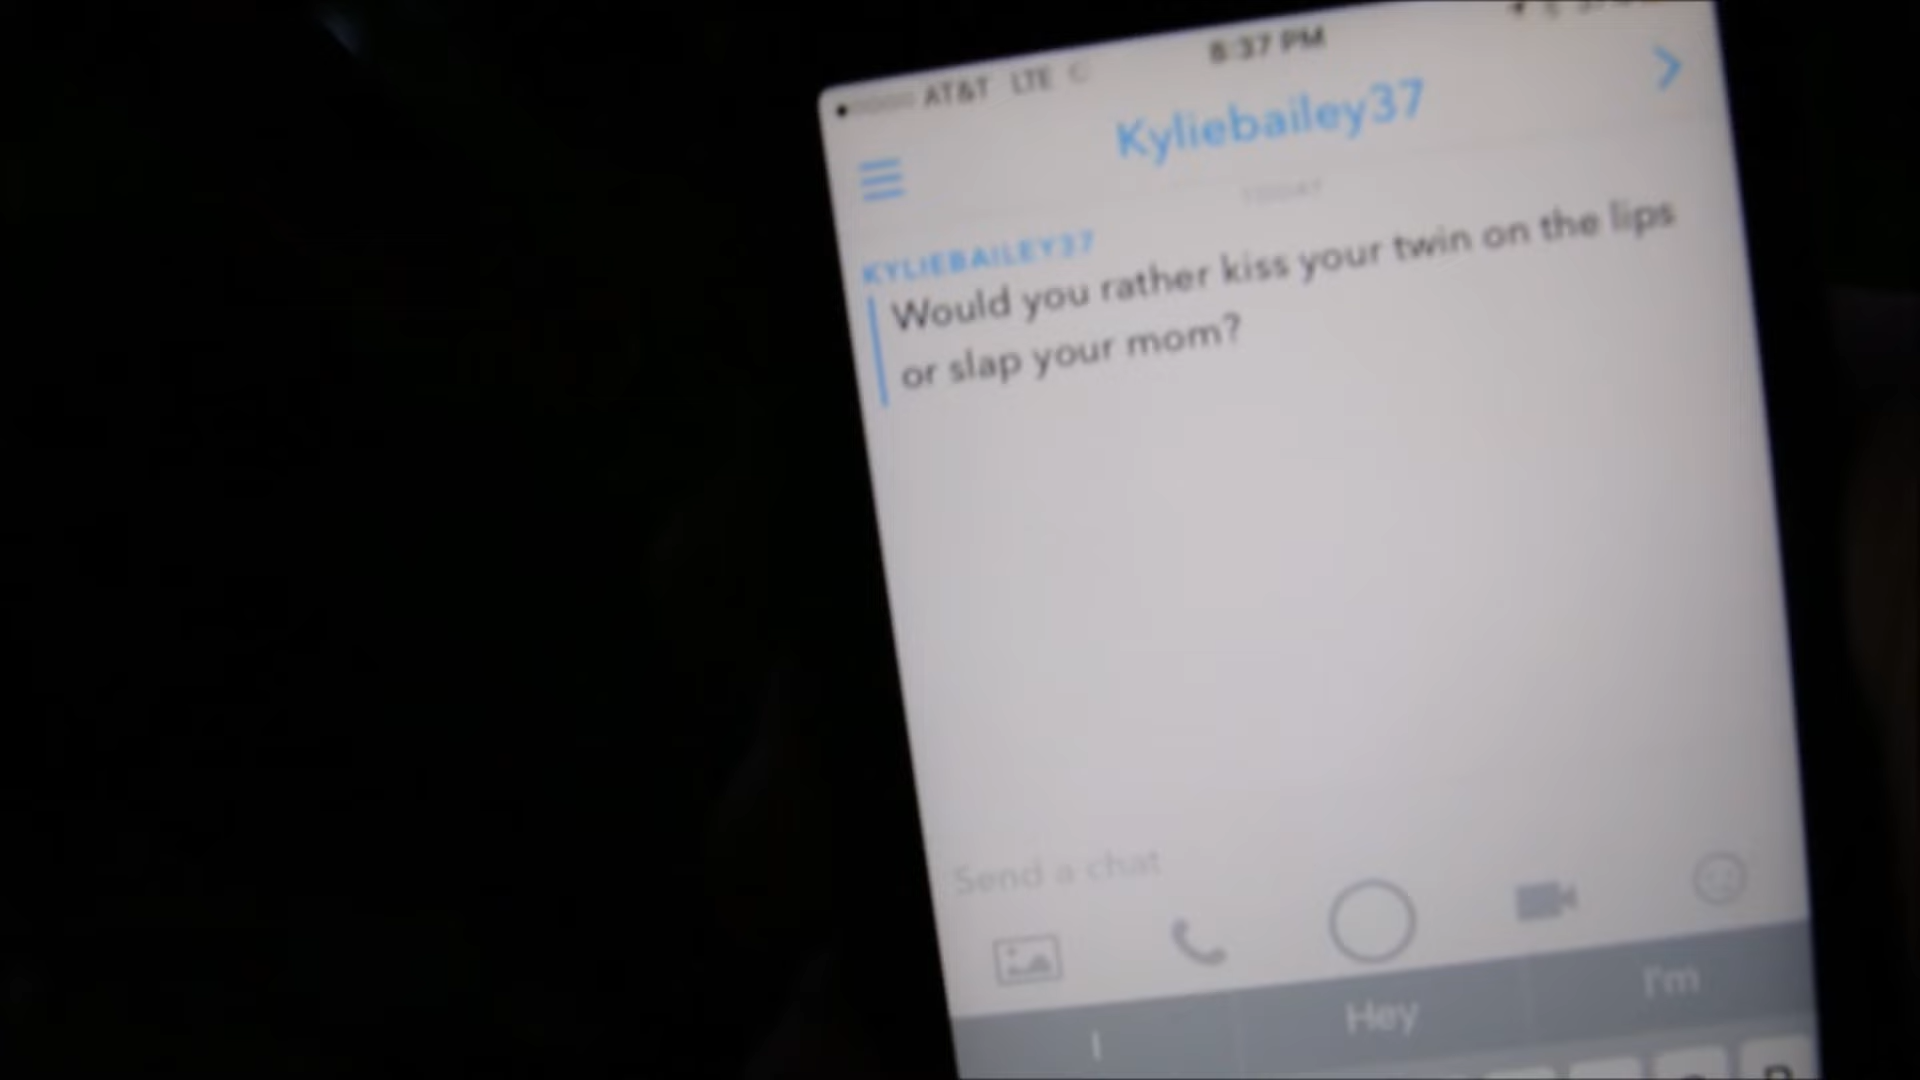 AT&T LTE
8:37 PM
Kyliebailey37
TODAY
KYLIEBAILEY37
Would you rather kiss your twin on the lips
or slap your mom?
Send a chat
I
Hey
I'm